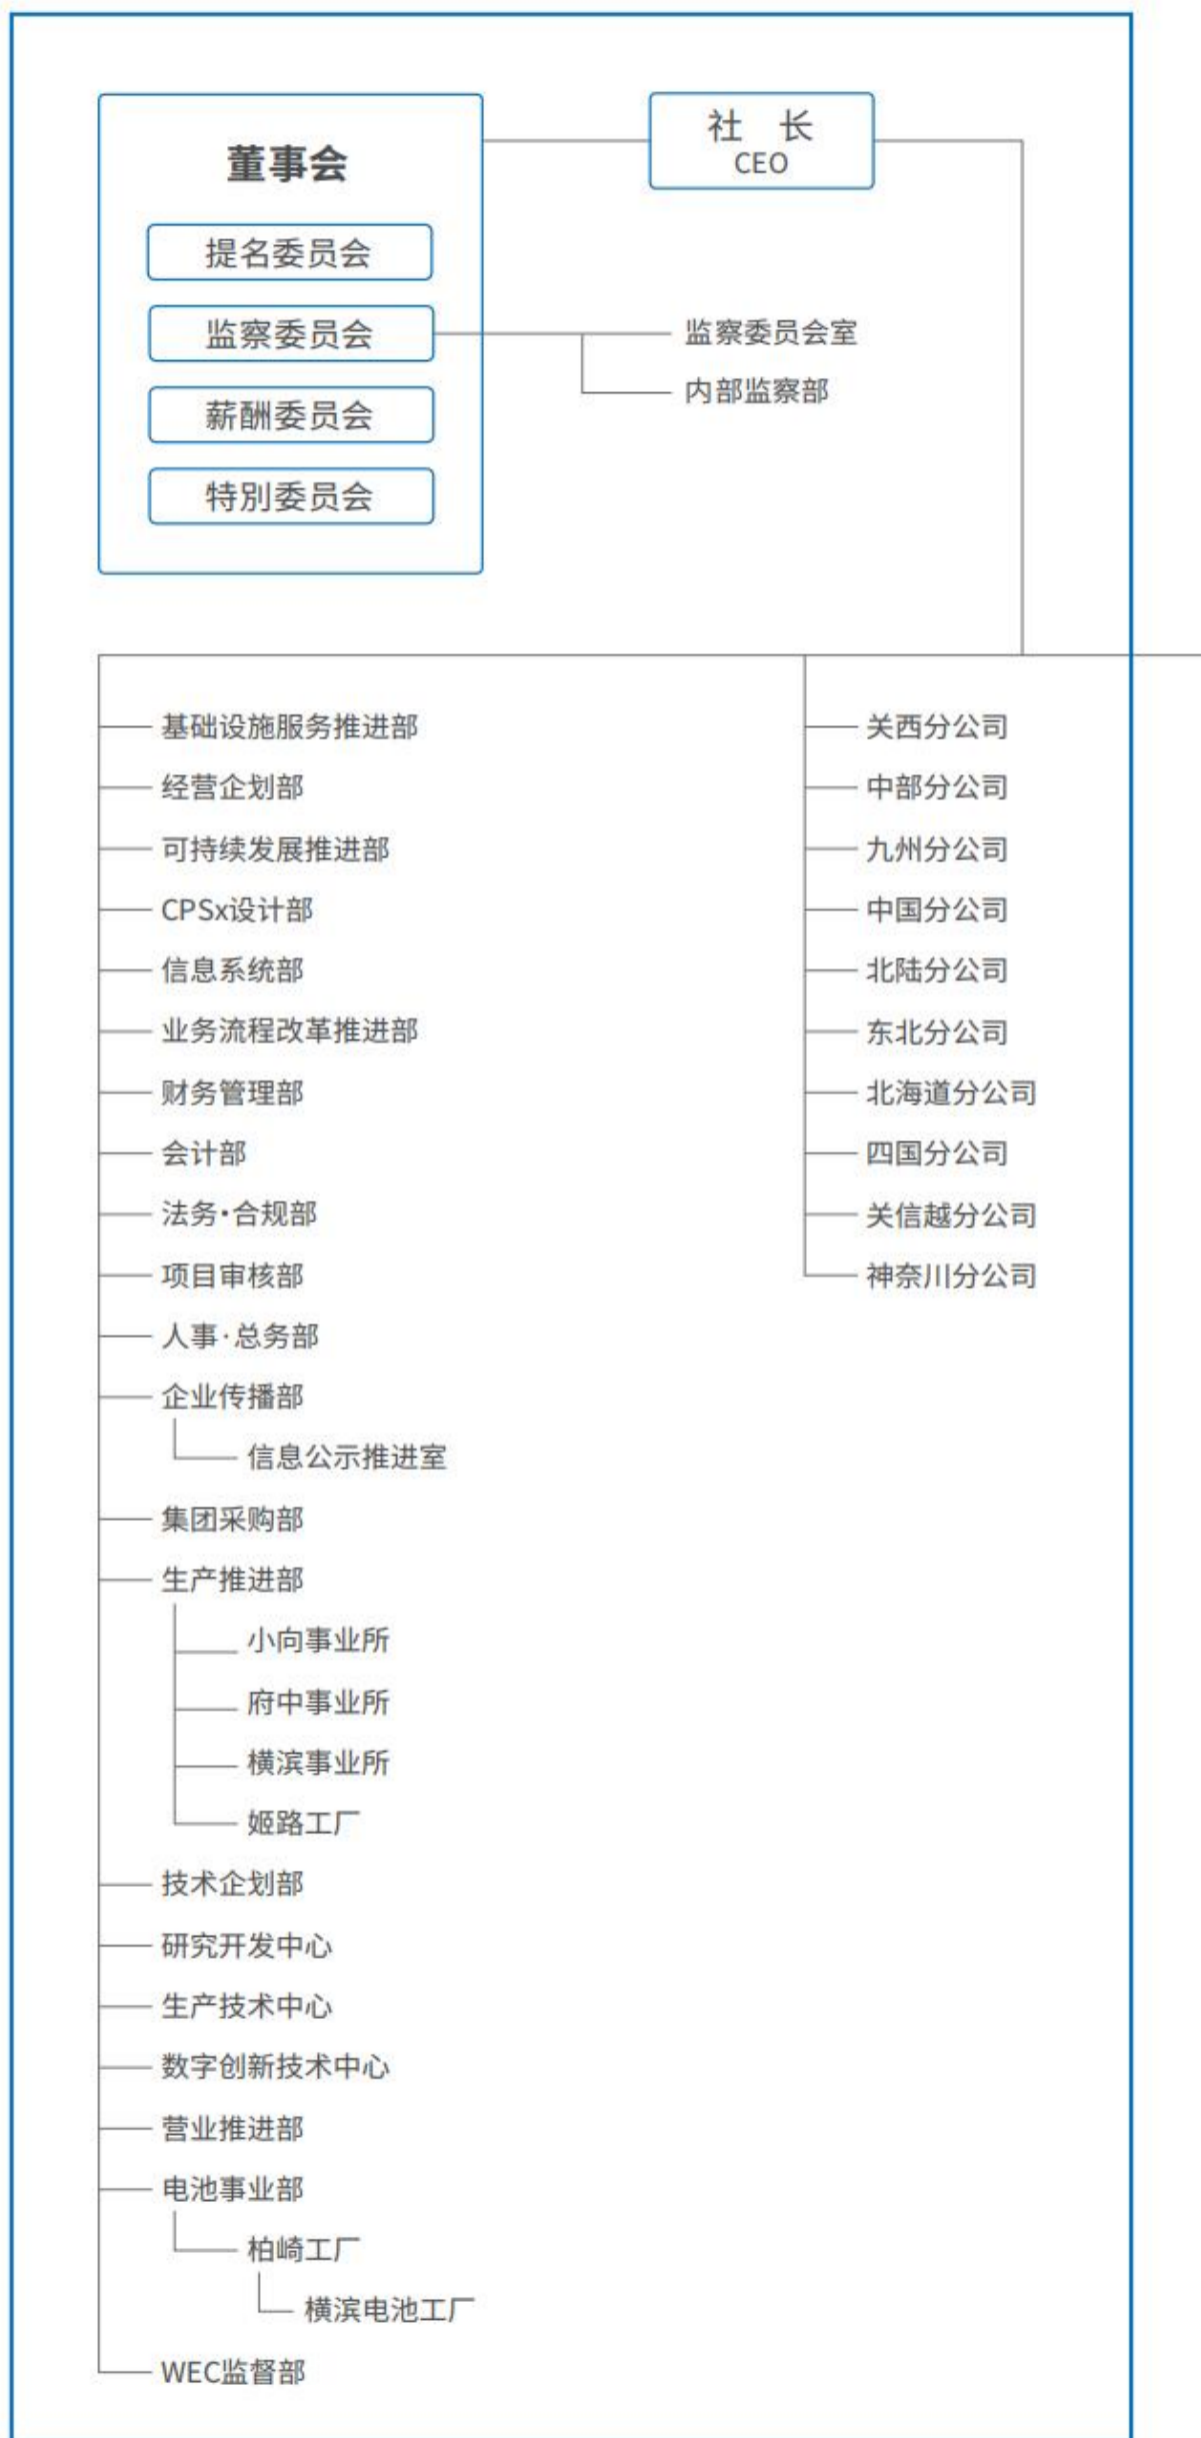 董事会
提名委员会
监察委员会
薪酬委员会
特別委员会
社 长
CEO
监察委员会室
内部监察部
基础设施服务推进部
经营企划部
可持续发展推进部
CPSx设计部
信息系统部
业务流程改革推进部
财务管理部
会计部
法务•合规部
项目审核部
人事·总务部
企业传播部
信息公示推进室
集团采购部
生产推进部
小向事业所
府中事业所
横滨事业所
姬路工厂
技术企划部
研究开发中心
生产技术中心
数字创新技术中心
营业推进部
电池事业部
柏崎工厂
横滨电池工厂
WEC监督部
关西分公司
中部分公司
九州分公司
中国分公司
北陆分公司
东北分公司
北海道分公司
四国分公司
关信越分公司
神奈川分公司